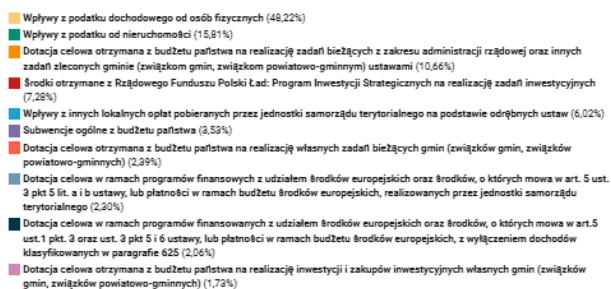 Wpływy z podatku dochodowego od osób fizycznych (48,22%)
Wpływy z podatku od nieruchomości (15,81%)
Dotacja celowa otrzymana z budżetu państwa na realizację zadań bieżących z zakresu administracji rządowej oraz innych
zadań zleconych gminie (związkom gmin, związkom powiatowo-gminnym) ustawami (10,66%)
Środki otrzymane z Rządowego Funduszu Polski Ład: Program Inwestycji Strategicznych na realizację zadań inwestycyjnych
(7,28%)
Wpływy z innych lokalnych opłat pobieranych przez jednostki samorządu terytorialnego na podstawie odrębnych ustaw (6,02%)
Subwencje ogólne z budżetu państwa (3,53%)
Dotacja celowa otrzymana z budżetu państwa na realizację własnych zadań bieżących gmin (związków gmin, związków
powiatowo-gminnych) (2,39%)
Dotacja celowa w ramach programów finansowanych z udziałem środków europejskich oraz środków, o których mowa w art. 5 ust.
3 pkt 5 lit. a i b ustawy, lub płatności w ramach budżetu środków europejskich, realizowanych przez jednostki samorządu
terytorialnego (2,30%)
Dotacja celowa w ramach programów finansowanych z udziałem środków europejskich oraz środków, o których mowa w art.5
ust.1 pkt. 3 oraz ust. 3 pkt 5 i 6 ustawy, lub płatności w ramach budżetu środków europejskich, z wyłączeniem dochodów
klasyfikowanych w paragrafie 625 (2,06%)
Dotacja celowa otrzymana z budżetu państwa na realizację inwestycji i zakupów inwestycyjnych własnych gmin (związków
gmin, związków powiatowo-gminnych) (1,73%)